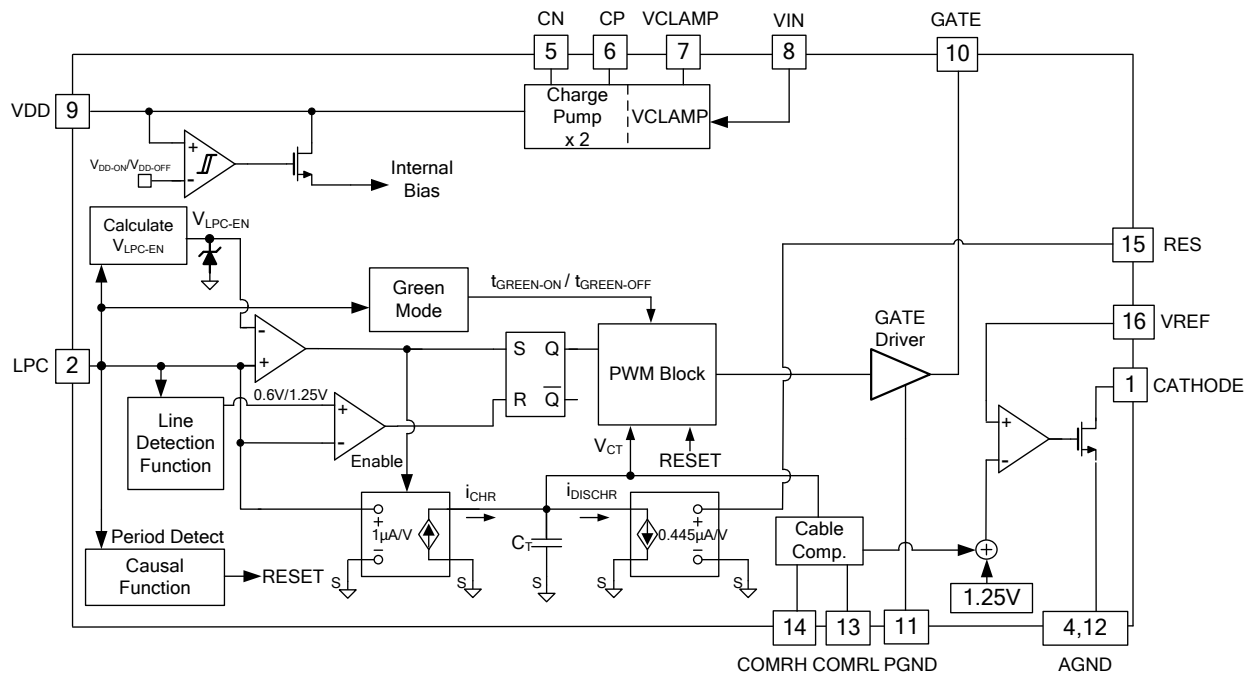 CN CP VCLAMP VIN GATE
5 6 7 8 10
VDD 9
Charge
Pump
x 2
VCLAMP
+
-
VDD-ON/VDD-OFF
Internal
Bias
Calculate
VLPC-EN
VLPC-EN
15 RES
Green
Mode
tGREEN-ON / tGREEN-OFF
16 VREF
GATE
Driver
LPC 2
-
+
S Q
R Q
PWM Block
1 CATHODE
0.6V/1.25V
+
-
Line
Detection
Function
Enable
VCT
RESET
+
-
iCHR
iDISCHR
+
1µA/V
-
CT
+
0.445µA/V
-
S S S S S
Cable
Comp.
+
1.25V
Period Detect
Causal
Function
RESET
14 13 11 4,12
COMRH COMRL PGND AGND